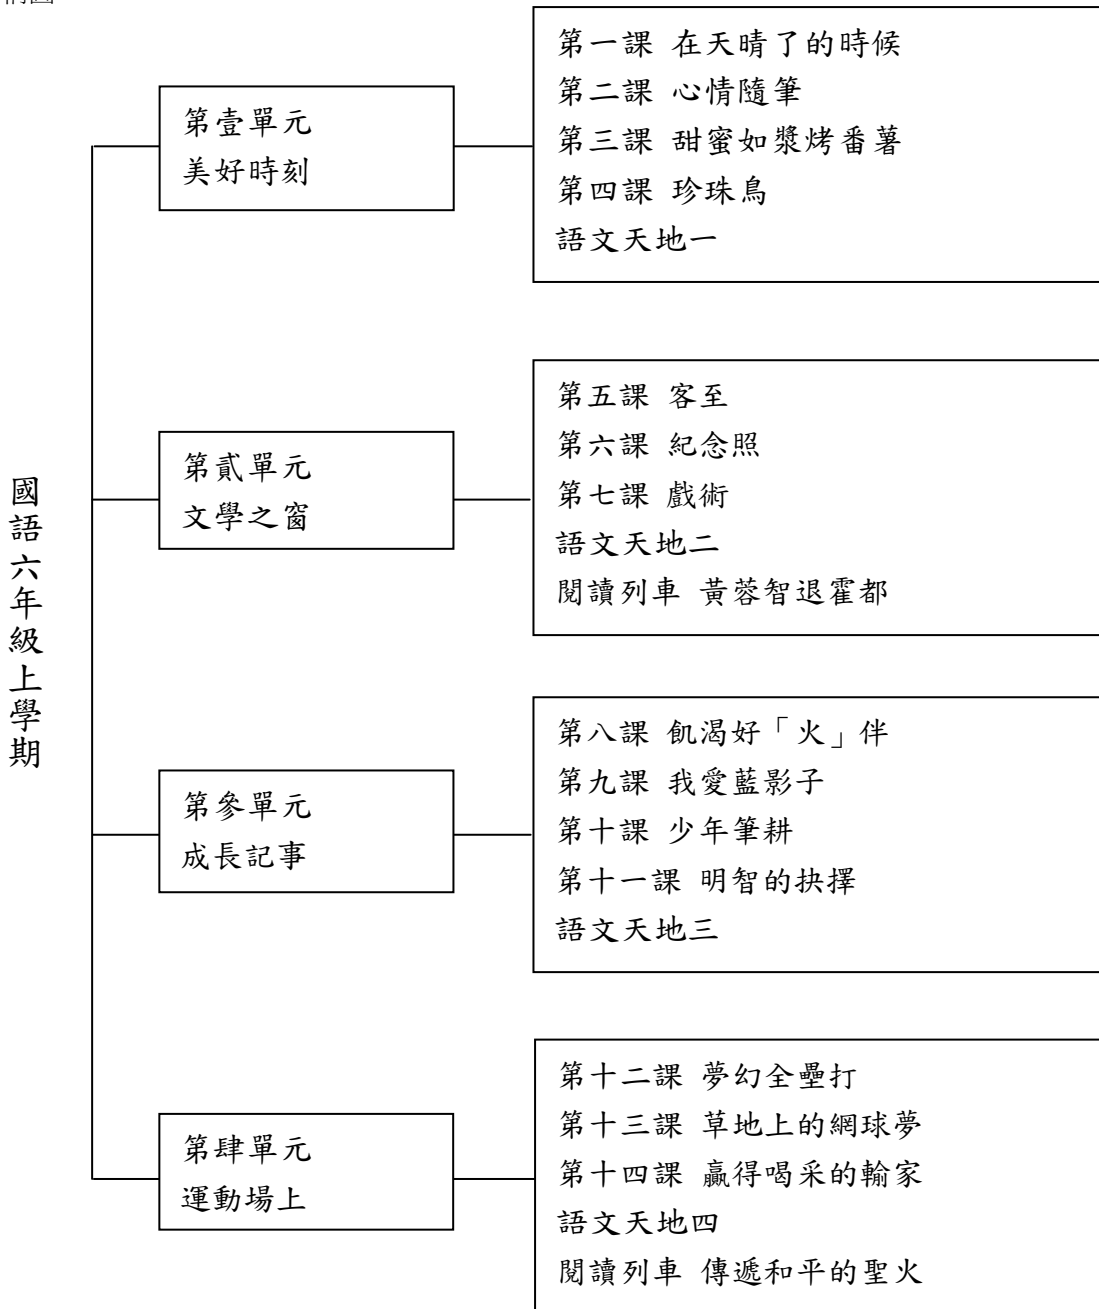 國語六年級上學期
第壹單元
美好時刻
第一課 在天晴了的時候
第二課 心情隨筆
第三課 甜蜜如漿烤番薯
第四課 珍珠鳥
語文天地一
第貳單元
文學之窗
第五課 客至
第六課 紀念照
第七課 戲術
語文天地二
閱讀列車 黃蓉智退霍都
第參單元
成長記事
第八課 飢渴好「火」伴
第九課 我愛藍影子
第十課 少年筆耕
第十一課 明智的抉擇
語文天地三
第肆單元
運動場上
第十二課 夢幻全壘打
第十三課 草地上的網球夢
第十四課 贏得喝采的輸家
語文天地四
閱讀列車 傳遞和平的聖火